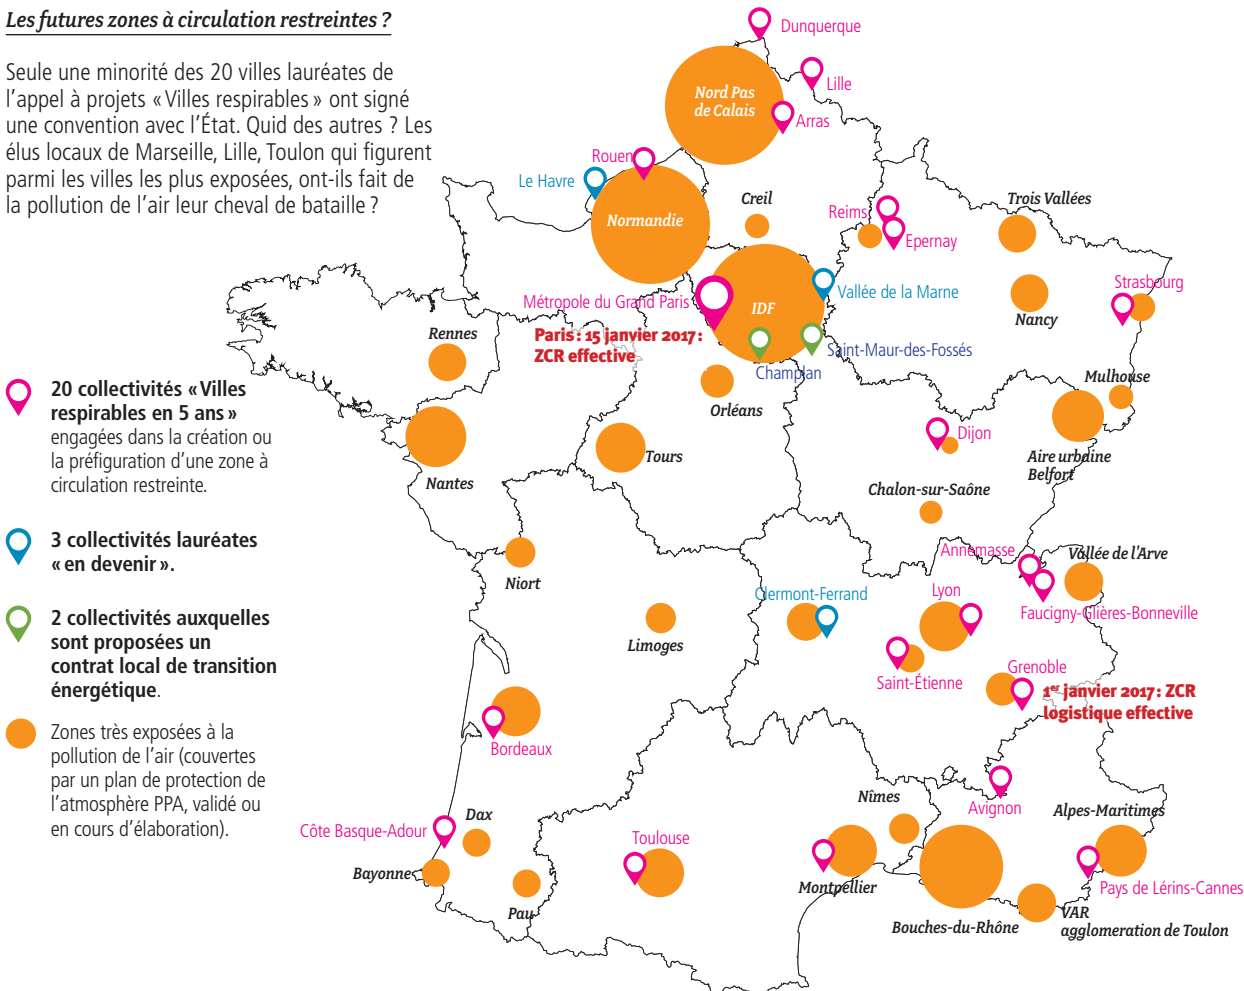 Les futures zones à circulation restreintes ?
Seule une minorité des 20 villes lauréates de
l’appel à projets « Villes respirables » ont signé
une convention avec l’État. Quid des autres ? Les
élus locaux de Marseille, Lille, Toulon qui figurent
parmi les villes les plus exposées, ont-ils fait de
la pollution de l’air leur cheval de bataille ?
20 collectivités « Villes
respirables en 5 ans »
engagées dans la création ou
la préfiguration d’une zone à
circulation restreinte.
3 collectivités lauréates
« en devenir ».
2 collectivités auxquelles
sont proposées un
contrat local de transition
énergétique.
Zones très exposées à la
pollution de l’air (couvertes
par un plan de protection de
l’atmosphère PPA, validé ou
en cours d’élaboration).
Dunquerque
Lille
Nord Pas
de Calais
Arras
Rouen
Le Havre
Normandie
Creil
Reims
Epernay
Trois Vallées
Strasbourg
Nancy
Métropole du Grand Paris
IDF
Vallée de la Marne
Paris : 15 janvier 2017 :
ZCR effective
Saint-Maur-des-Fossés
Champlan
Rennes
Orléans
Mulhouse
Nantes
Tours
Dijon
Aire urbaine
Belfort
Chalon-sur-Saône
Niort
Annemasse
Vallée de l'Arve
Faucigny-Glières-Bonneville
Limoges
Clermont-Ferrand
Lyon
Saint-Étienne
Grenoble
1er janvier 2017 : ZCR
logistique effective
Bordeaux
Avignon
Nîmes
Alpes-Maritimes
Dax
Côte Basque-Adour
Bayonne
Pau
Toulouse
Montpellier
Pays de Lérins-Cannes
Bouches-du-Rhône
VAR
agglomeration de Toulon